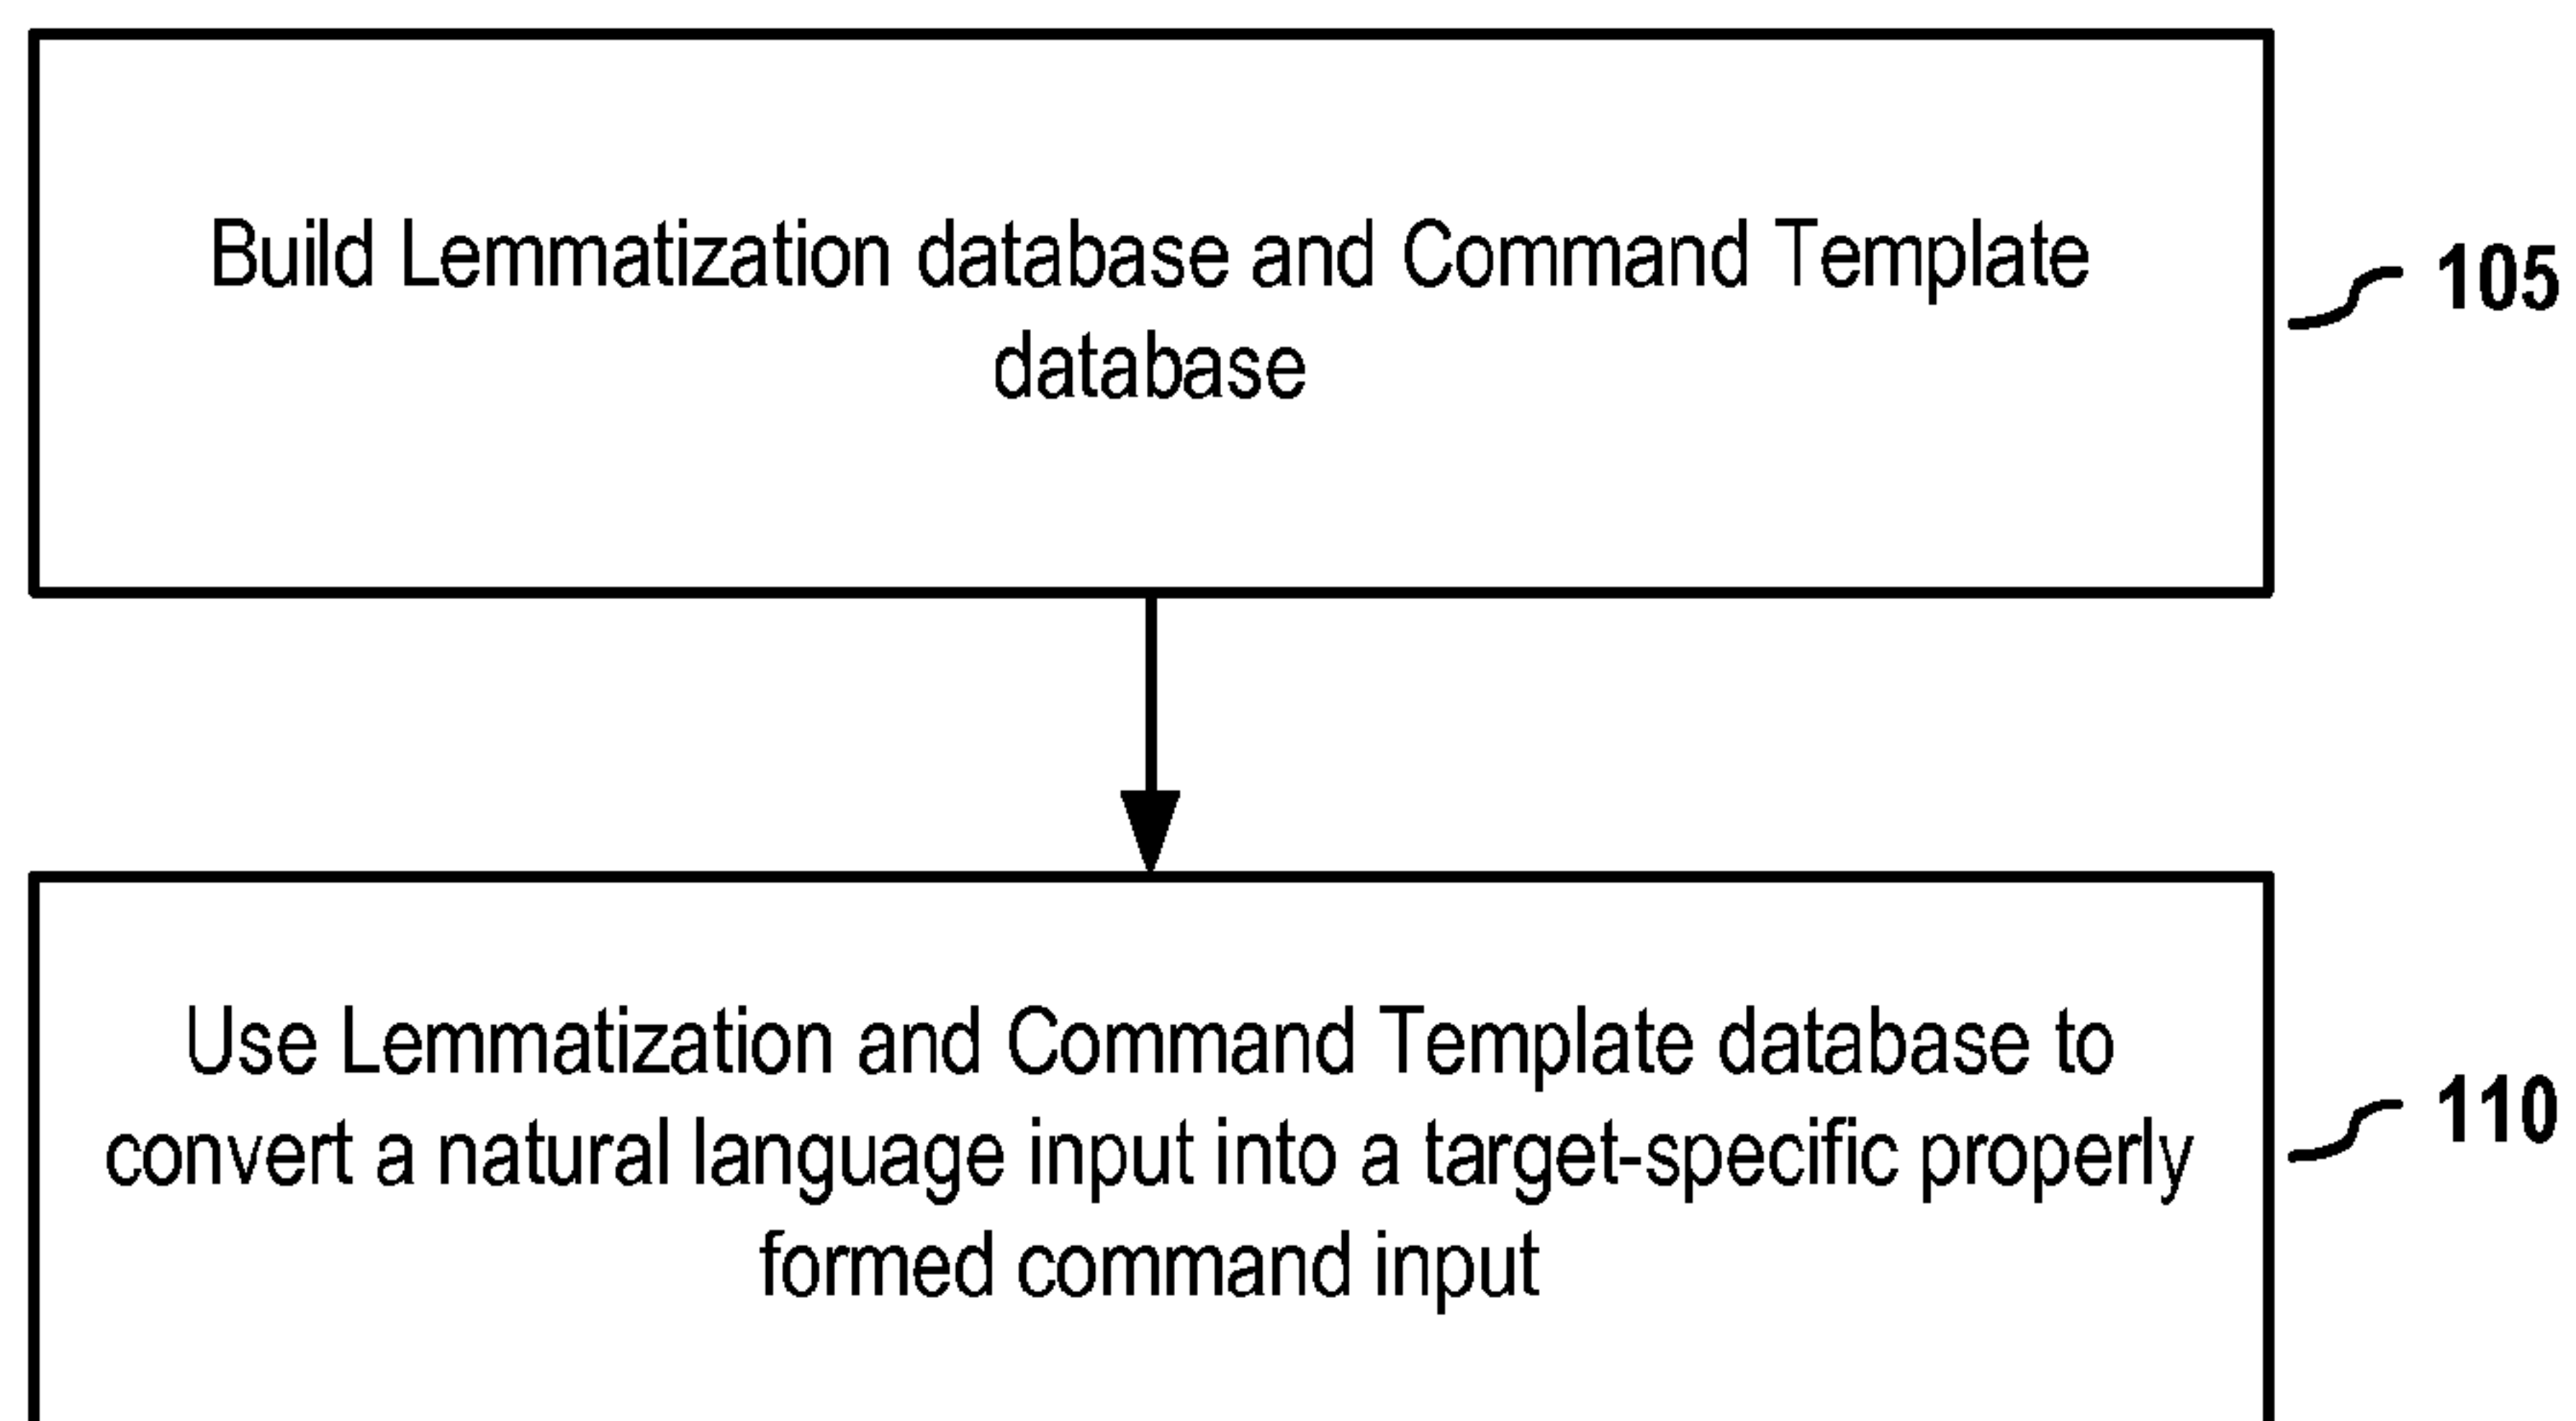 Build Lemmatization database and Command Template
database
105
Use Lemmatization and Command Template database to
convert a natural language input into a target-specific properly
formed command input
110